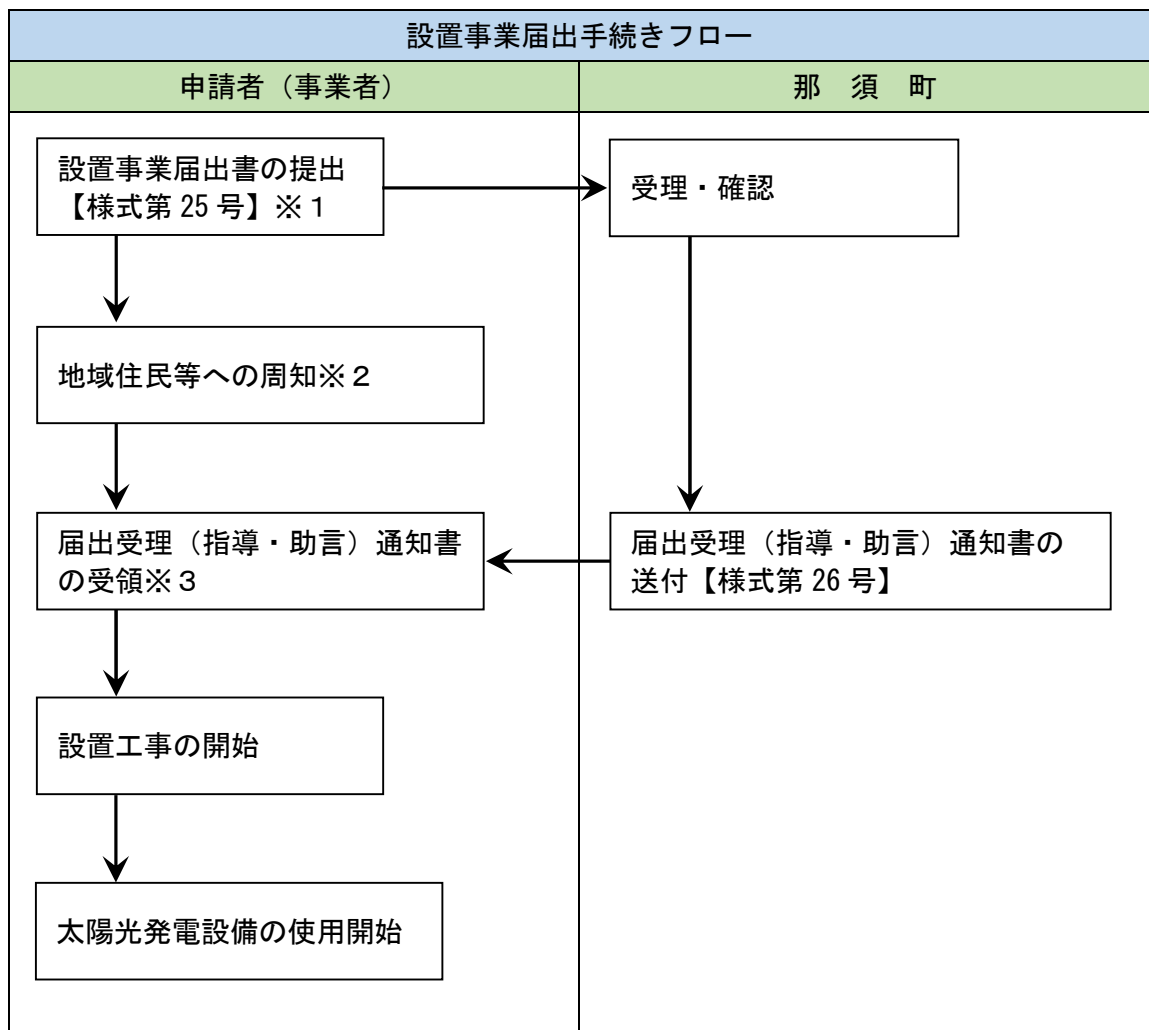 設置事業届出手続きフロー
申請者（事業者）
那　須　町
設置事業届出書の提出
【様式第 25 号】※１
受理・確認
地域住民等への周知※２
届出受理（指導・助言）通知書
の受領※３
届出受理（指導・助言）通知書の
送付【様式第 26 号】
設置工事の開始
太陽光発電設備の使用開始